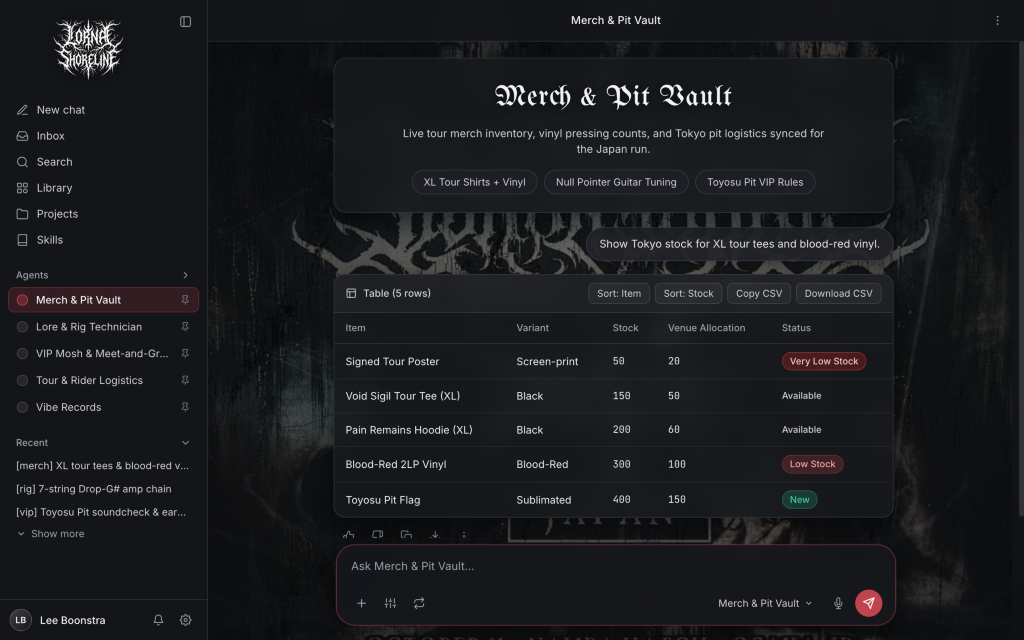 LORNA
SHORELINE
New chat
Inbox
Search
Library
Projects
Skills
Agents
Merch & Pit Vault
Lore & Rig Technician
VIP Mosh & Meet-and-Gr...
Tour & Rider Logistics
Vibe Records
Recent
[merch] XL tour tees & blood-red v...
[rig] 7-string Drop-G# amp chain
[vip] Toyosu Pit soundcheck & ear...
Show more
LB Lee Boonstra
Merch & Pit Vault
Merch & Pit Vault
Live tour merch inventory, vinyl pressing counts, and Tokyo pit logistics synced for
the Japan run.
XL Tour Shirts + Vinyl Null Pointer Guitar Tuning Toyosu Pit VIP Rules
Show Tokyo stock for XL tour tees and blood-red vinyl.
Table (5 rows) Sort: Item Sort: Stock Copy CSV Download CSV
Item Variant Stock Venue Allocation Status
Signed Tour Poster Screen-print 50 20 Very Low Stock
Void Sigil Tour Tee (XL) Black 150 50 Available
Pain Remains Hoodie (XL) Black 200 60 Available
Blood-Red 2LP Vinyl Blood-Red 300 100 Low Stock
Toyosu Pit Flag Sublimated 400 150 New
JAPAN
Ask Merch & Pit Vault...
Merch & Pit Vault